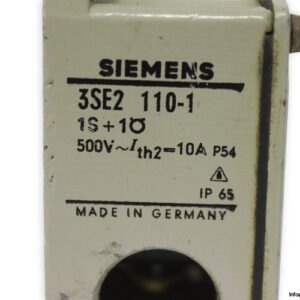 SIEMENS
3SE2 110-1
1S+1Ö
500V~Ith2=10A P54
IP 65
MADE IN GERMANY